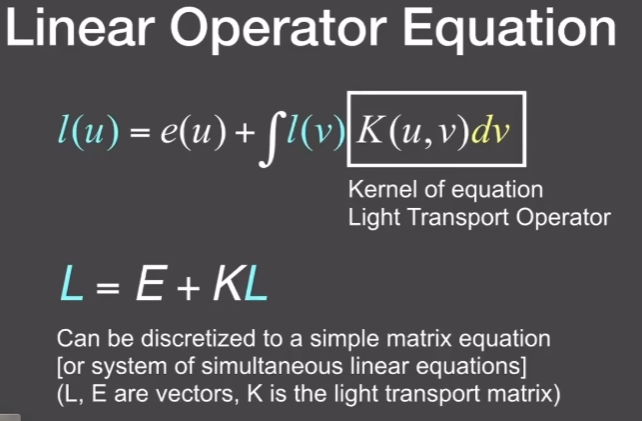 Linear Operator Equation
l(u) = e(u) + ∫l(v) K(u,v)dv
Kernel of equation
Light Transport Operator
L = E + KL
Can be discretized to a simple matrix equation
[or system of simultaneous linear equations]
(L, E are vectors, K is the light transport matrix)